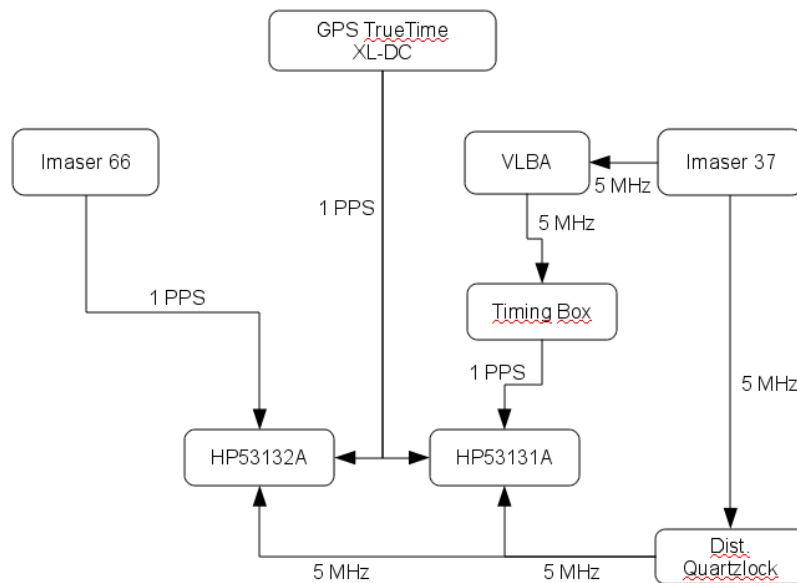 GPS TrueTime
XL-DC
Imaser 66
VLBA
Imaser 37
5 MHz
1 PPS
5 MHz
1 PPS
Timing Box
1 PPS
5 MHz
HP53132A
HP53131A
Dist.
Quartzlock
5 MHz
5 MHz